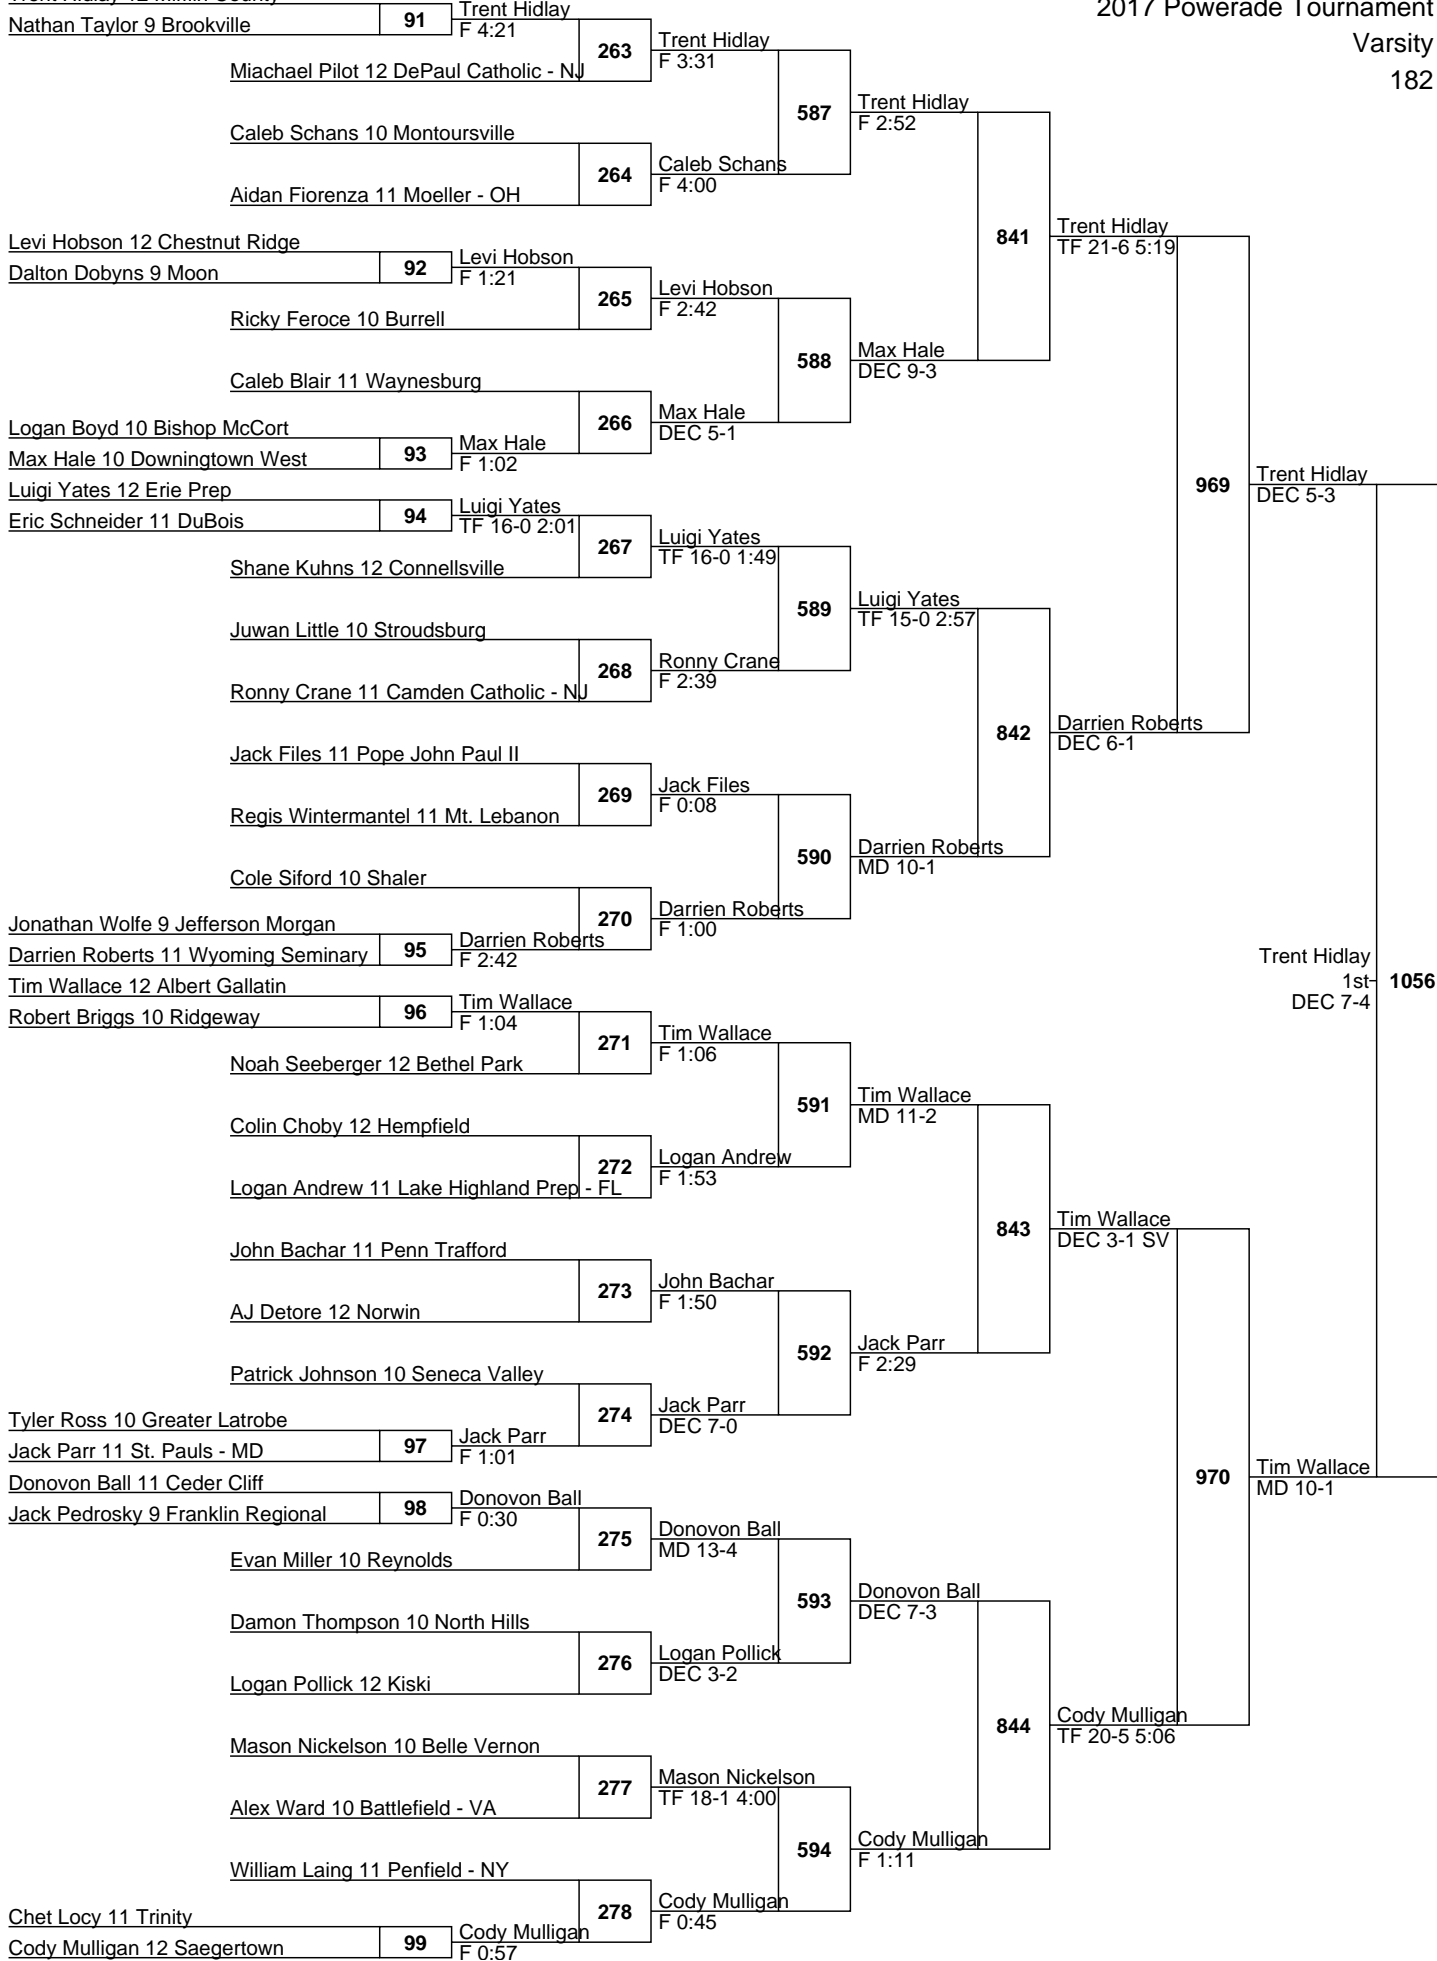 2017 Powerade Tournament
Varsity
182
Nathan Taylor 9 Brookville
91
Trent Hidlay
F 4:21
Miachael Pilot 12 DePaul Catholic - NJ
263
Trent Hidlay
F 3:31
Caleb Schans 10 Montoursville
Aidan Fiorenza 11 Moeller - OH
264
Caleb Schans
F 4:00
587
Trent Hidlay
F 2:52
Levi Hobson 12 Chestnut Ridge
Dalton Dobyns 9 Moon
92
Levi Hobson
F 1:21
Ricky Feroce 10 Burrell
265
Levi Hobson
F 2:42
Caleb Blair 11 Waynesburg
Logan Boyd 10 Bishop McCort
Max Hale 10 Downingtown West
93
Max Hale
F 1:02
266
Max Hale
DEC 5-1
588
Max Hale
DEC 9-3
841
Trent Hidlay
TF 21-6 5:19
Luigi Yates 12 Erie Prep
Eric Schneider 11 DuBois
94
Luigi Yates
TF 16-0 2:01
Shane Kuhns 12 Connellsville
267
Luigi Yates
TF 16-0 1:49
Juwan Little 10 Stroudsburg
Ronny Crane 11 Camden Catholic - NJ
268
Ronny Crane
F 2:39
589
Luigi Yates
TF 15-0 2:57
Jack Files 11 Pope John Paul II
Regis Wintermantel 11 Mt. Lebanon
269
Jack Files
F 0:08
Cole Siford 10 Shaler
Jonathan Wolfe 9 Jefferson Morgan
Darrien Roberts 11 Wyoming Seminary
95
Darrien Roberts
F 2:42
270
Darrien Roberts
F 1:00
590
Darrien Roberts
MD 10-1
842
Darrien Roberts
DEC 6-1
969
Trent Hidlay
DEC 5-3
Tim Wallace 12 Albert Gallatin
Robert Briggs 10 Ridgeway
96
Tim Wallace
F 1:04
Noah Seeberger 12 Bethel Park
271
Tim Wallace
F 1:06
Colin Choby 12 Hempfield
Logan Andrew 11 Lake Highland Prep - FL
272
Logan Andrew
F 1:53
591
Tim Wallace
MD 11-2
John Bachar 11 Penn Trafford
AJ Detore 12 Norwin
273
John Bachar
F 1:50
Patrick Johnson 10 Seneca Valley
Tyler Ross 10 Greater Latrobe
Jack Parr 11 St. Pauls - MD
97
Jack Parr
F 1:01
274
Jack Parr
DEC 7-0
592
Jack Parr
F 2:29
843
Tim Wallace
DEC 3-1 SV
Donovon Ball 11 Ceder Cliff
Jack Pedrosky 9 Franklin Regional
98
Donovon Ball
F 0:30
Evan Miller 10 Reynolds
275
Donovon Ball
MD 13-4
Damon Thompson 10 North Hills
Logan Pollick 12 Kiski
276
Logan Pollick
DEC 3-2
593
Donovon Ball
DEC 7-3
Mason Nickelson 10 Belle Vernon
Alex Ward 10 Battlefield - VA
277
Mason Nickelson
TF 18-1 4:00
William Laing 11 Penfield - NY
Chet Locy 11 Trinity
Cody Mulligan 12 Saegertown
99
Cody Mulligan
F 0:57
278
Cody Mulligan
F 0:45
594
Cody Mulligan
F 1:11
844
Cody Mulligan
TF 20-5 5:06
970
Tim Wallace
MD 10-1
Trent Hidlay
1st
DEC 7-4
1056